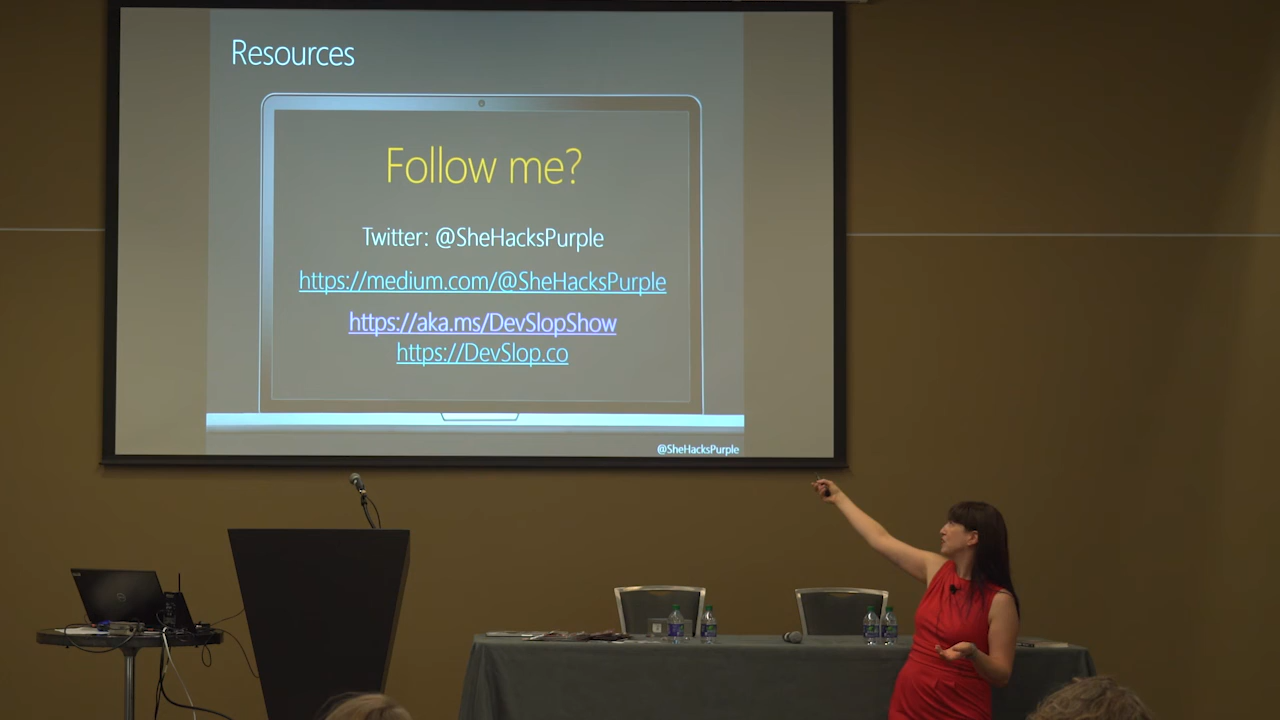 Resources
Follow me?
Twitter: @SheHacksPurple
https://medium.com/@SheHacksPurple
https://aka.ms/DevSlopShow
https://DevSlop.co
@SheHacksPurple